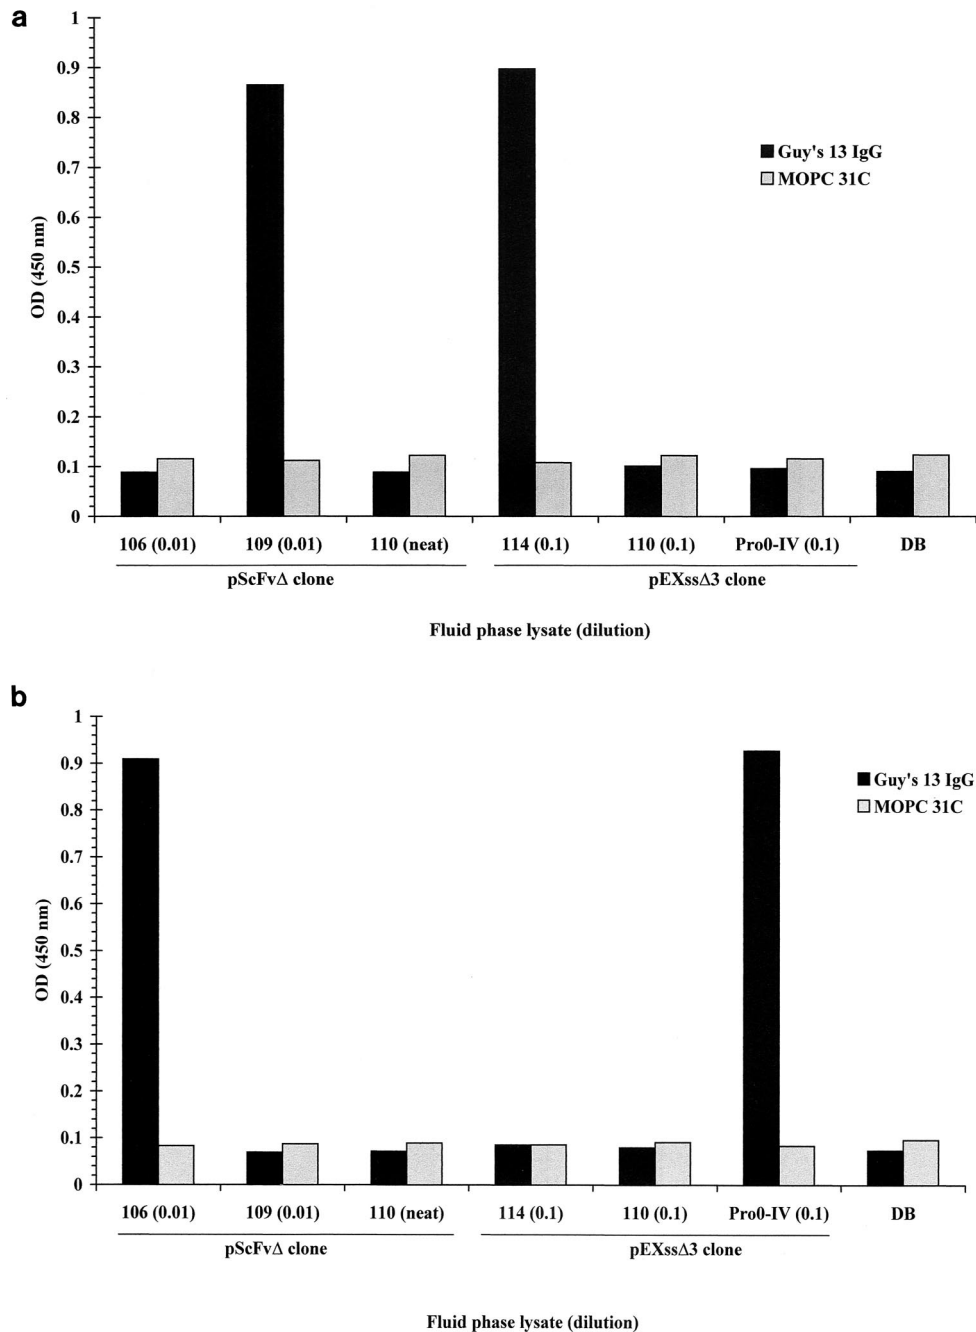 a
1
0.9
0.8
0.7
0.6
0.5
0.4
0.3
0.2
0.1
0
OD (450 nm)
Guy's 13 IgG
MOPC 31C
106 (0.01) 109 (0.01) 110 (neat) 114 (0.1) 110 (0.1) Pro0-IV (0.1) DB
pScFvΔ clone pEXssΔ3 clone
Fluid phase lysate (dilution)
b
1
0.9
0.8
0.7
0.6
0.5
0.4
0.3
0.2
0.1
0
OD (450 nm)
Guy's 13 IgG
MOPC 31C
106 (0.01) 109 (0.01) 110 (neat) 114 (0.1) 110 (0.1) Pro0-IV (0.1) DB
pScFvΔ clone pEXssΔ3 clone
Fluid phase lysate (dilution)